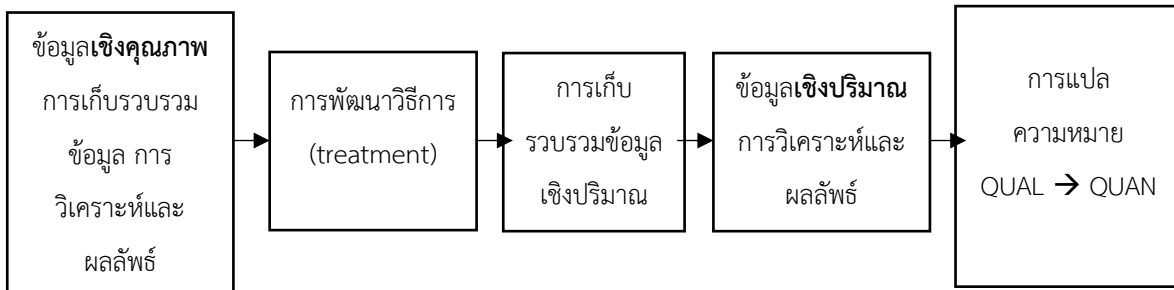 ข้อมูลเชิงคุณภาพ
การเก็บรวบรวม
ข้อมูล การ
วิเคราะห์และ
ผลลัพธ์
การพัฒนาวิธีการ
(treatment)
การเก็บ
รวบรวมข้อมูล
เชิงปริมาณ
ข้อมูลเชิงปริมาณ
การวิเคราะห์และ
ผลลัพธ์
การแปล
ความหมาย
QUAL → QUAN